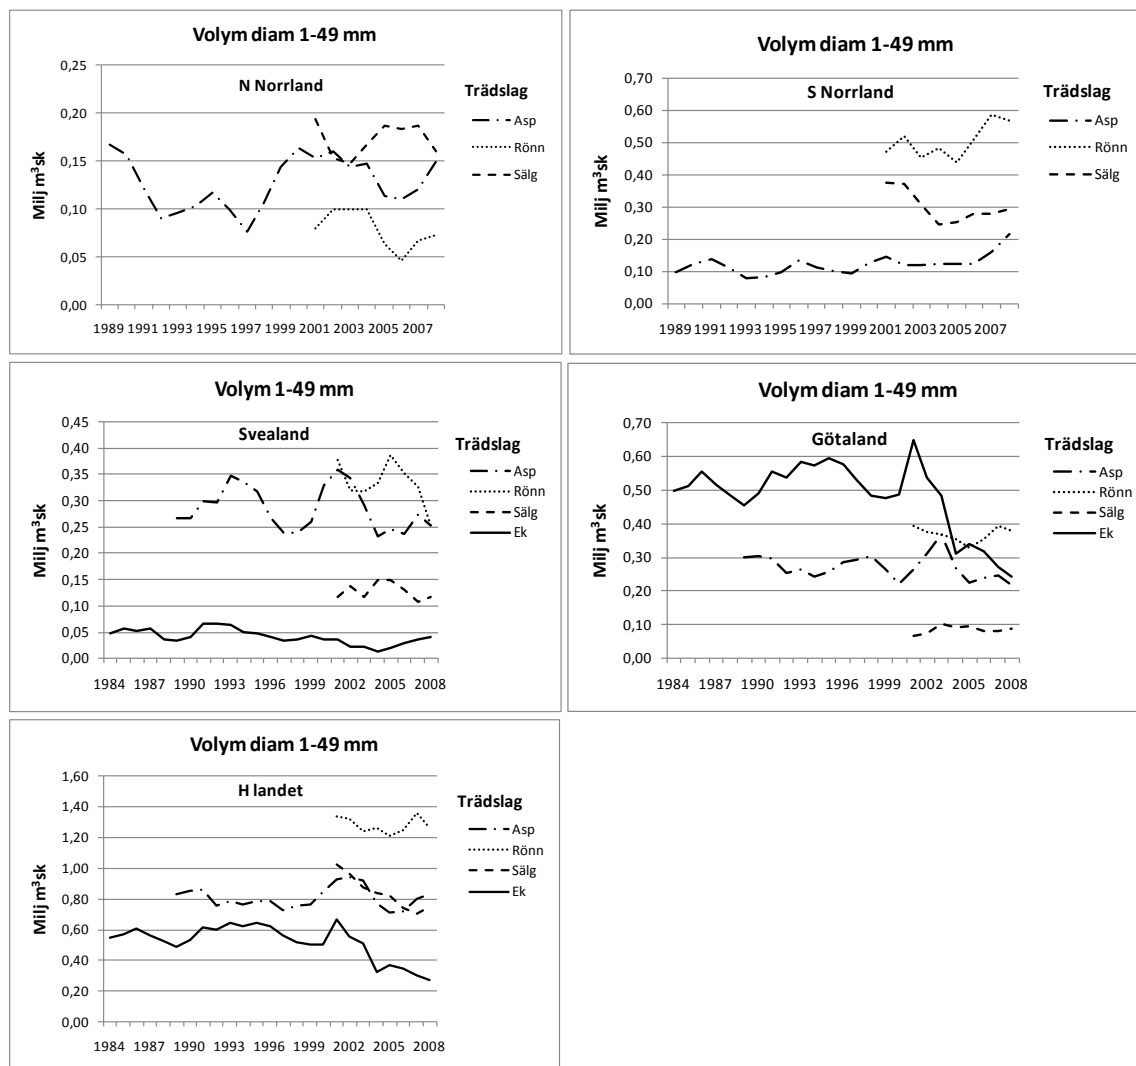 Volym diam 1-49 mm
N Norrland
Milj m³sk
0,25
0,20
0,15
0,10
0,05
0,00
1989 1991 1993 1995 1997 1999 2001 2003 2005 2007
Trädslag
Asp
Rönn
Sälg
Volym diam 1-49 mm
S Norrland
Milj m³sk
0,70
0,60
0,50
0,40
0,30
0,20
0,10
0,00
1989 1991 1993 1995 1997 1999 2001 2003 2005 2007
Trädslag
Asp
Rönn
Sälg
Volym 1-49 mm
Svealand
Milj m³sk
0,45
0,40
0,35
0,30
0,25
0,20
0,15
0,10
0,05
0,00
1984 1987 1990 1993 1996 1999 2002 2005 2008
Trädslag
Asp
Rönn
Sälg
Ek
Volym diam 1-49 mm
Götaland
Milj m³sk
0,70
0,60
0,50
0,40
0,30
0,20
0,10
0,00
1984 1987 1990 1993 1996 1999 2002 2005 2008
Trädslag
Asp
Rönn
Sälg
Ek
Volym diam 1-49 mm
H landet
Milj m³sk
1,60
1,40
1,20
1,00
0,80
0,60
0,40
0,20
0,00
1984 1987 1990 1993 1996 1999 2002 2005 2008
Trädslag
Asp
Rönn
Sälg
Ek